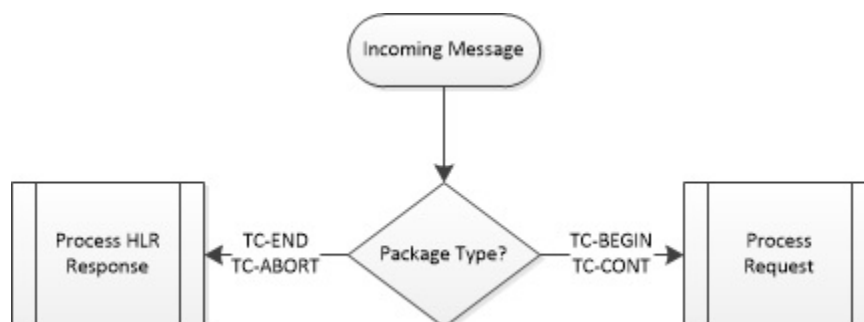 Incoming Message
Process HLR
Response
TC-END
TC-ABORT
Package Type?
TC-BEGIN
TC-CONT
Process
Request